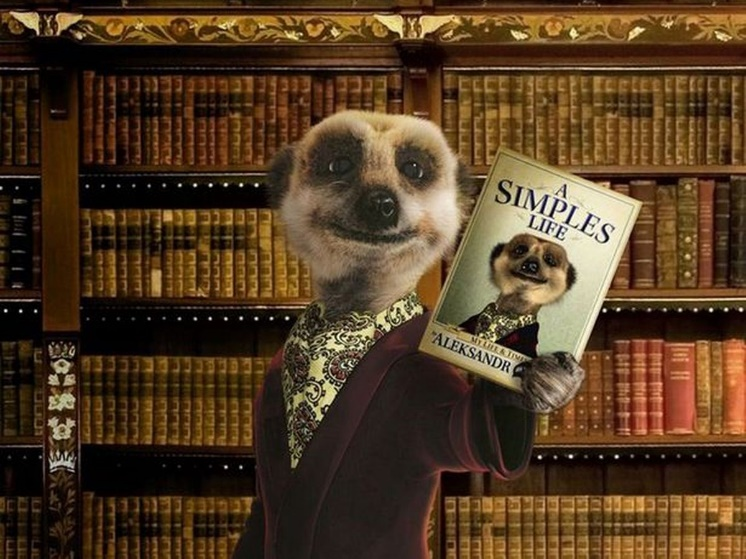 A
SIMPLES
LIFE
MY LIFE & TIMES
ALEKSANDR